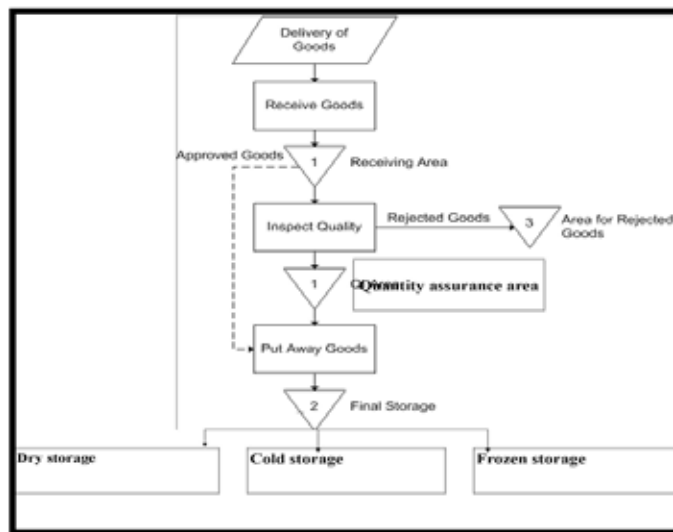 Delivery of
Goods
Receive Goods
Approved Goods
1
Receiving Area
Inspect Quality
Rejected Goods
3
Area for Rejected
Goods
1
Quantity assurance area
Put Away Goods
2
Final Storage
Dry storage
Cold storage
Frozen storage